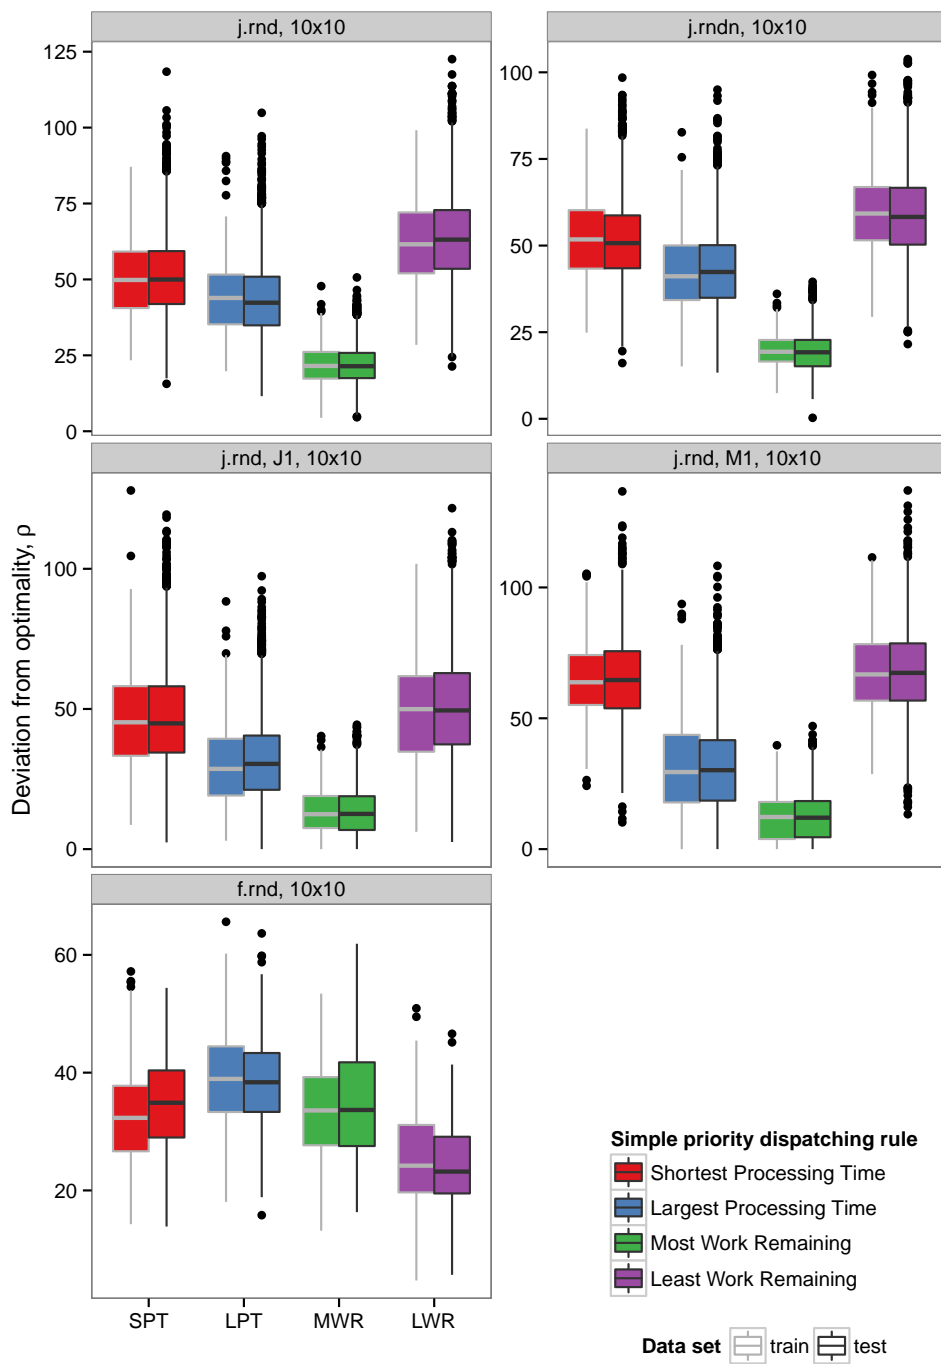 j.rnd, 10x10
j.rndn, 10x10
125
100
75
50
25
0
100
75
50
25
0
j.rnd, J1, 10x10
j.rnd, M1, 10x10
Deviation from optimality, ρ
100
50
0
100
50
0
f.rnd, 10x10
60
40
20
SPT LPT MWR LWR
Simple priority dispatching rule
Shortest Processing Time
Largest Processing Time
Most Work Remaining
Least Work Remaining
Data set train test